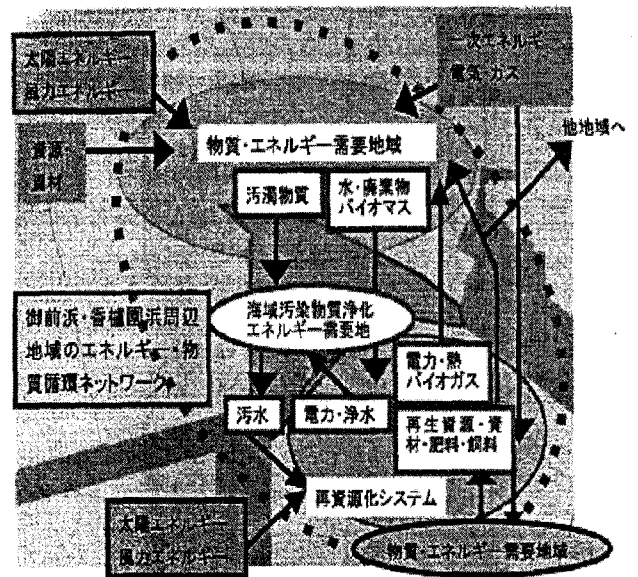 太陽エネルギー
風力エネルギー
一次エネルギー
電気・ガス
他地域へ
資源・
資材
物質・エネルギー需要地域
汚濁物質
水・廃棄物
バイオマス
御前浜・香櫨園浜周辺
地域のエネルギー・物
質循環ネットワーク
海域汚染物質浄化
エネルギー需要地
電力・熱
バイオガス
汚水
電力・浄水
再生資源・資
材・肥料・飼料
再資源化システム
太陽エネルギー
風力エネルギー
物質・エネルギー需要地域